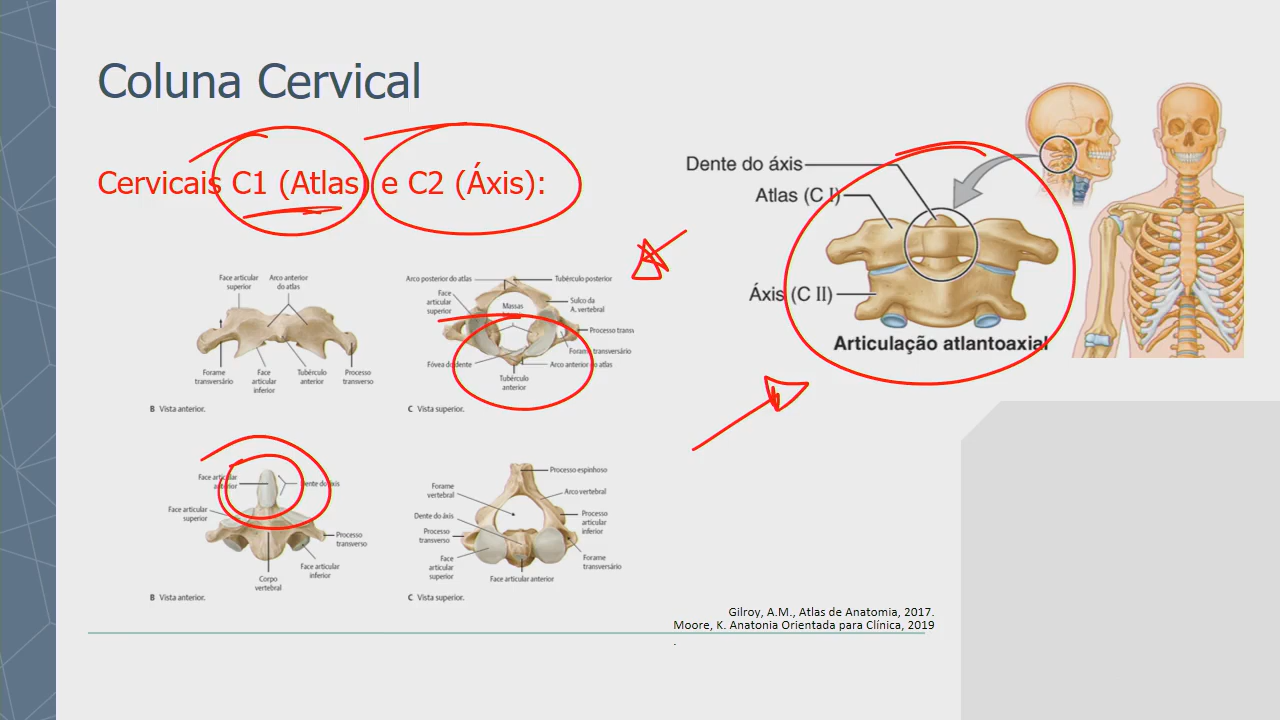 Coluna Cervical
Cervicais C1 (Atlas) e C2 (Áxis):
Dente do áxis
Atlas (C I)
Áxis (C II)
Articulação atlantoaxial
Face articular
superior
Arco anterior
do atlas
Forame
transversário
Face
articular
inferior
Tubérculo
anterior
Processo
transverso
B Vista anterior.
Arco posterior do atlas
Tubérculo posterior
Face
articular
superior
Massas
Sulco da
A. vertebral
Processo trans
Forame transversário
Fóvea do dente
Arco anterior do atlas
Tubérculo
anterior
C Vista superior.
Face articular
anterior
Dente do áxis
Face articular
superior
Processo
transverso
Face articular
inferior
Corpo
vertebral
B Vista anterior.
Processo espinhoso
Forame
vertebral
Arco vertebral
Dente do áxis
Processo
articular
inferior
Processo
transverso
Face
articular
superior
Forame
transversário
Face articular anterior
C Vista superior.
Gilroy, A.M., Atlas de Anatomia, 2017.
Moore, K. Anatonia Orientada para Clínica, 2019
.